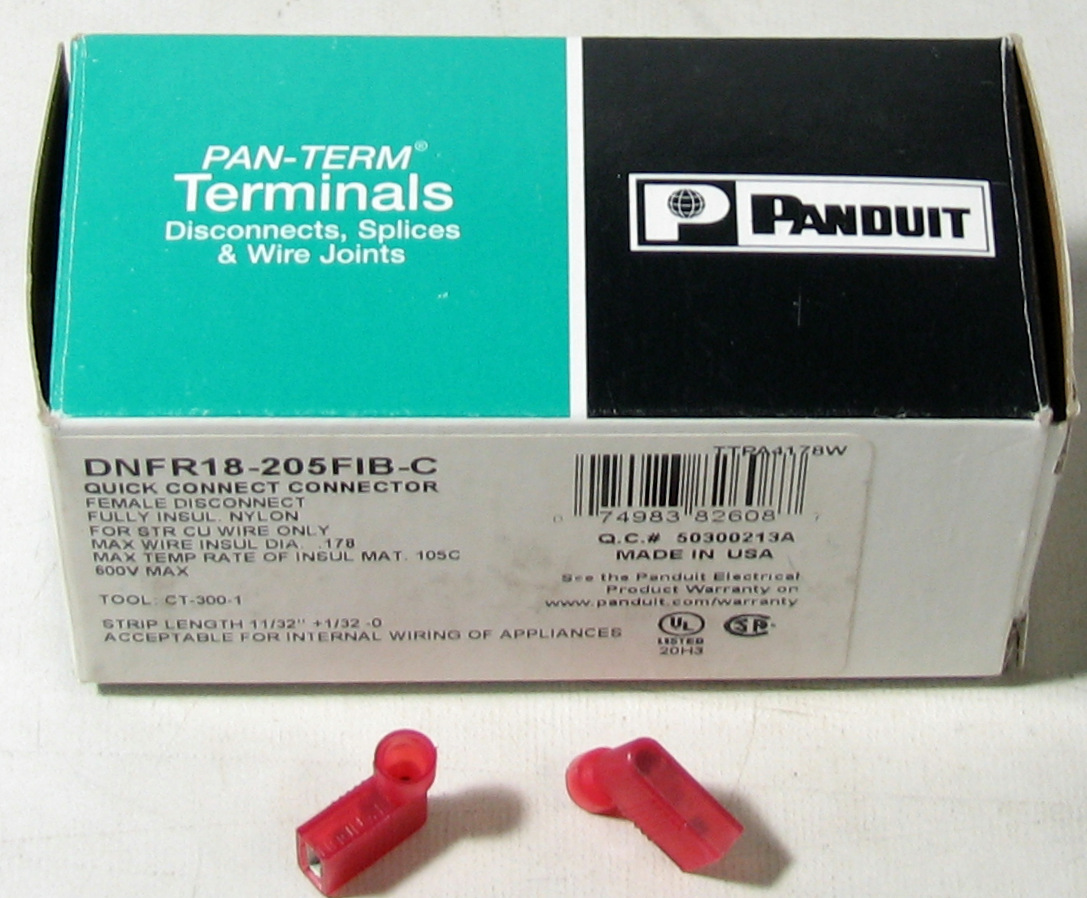 PAN-TERM®
Terminals
Disconnects, Splices
& Wire Joints
P PANDUIT
DNFR18-205FIB-C
QUICK CONNECT CONNECTOR
FEMALE DISCONNECT
FULLY INSUL. NYLON
FOR STR CU WIRE ONLY
MAX WIRE INSUL DIA. .178
MAX TEMP RATE OF INSUL MAT. 105C
600V MAX
TOOL: CT-300-1
STRIP LENGTH 11/32" +1/32 -0
ACCEPTABLE FOR INTERNAL WIRING OF APPLIANCES
TTPA4178W
0 74983 82608 7
Q.C.# 50300213A
MADE IN USA
See the Panduit Electrical
Product Warranty on
www.panduit.com/warranty
UL
LISTED
20H3